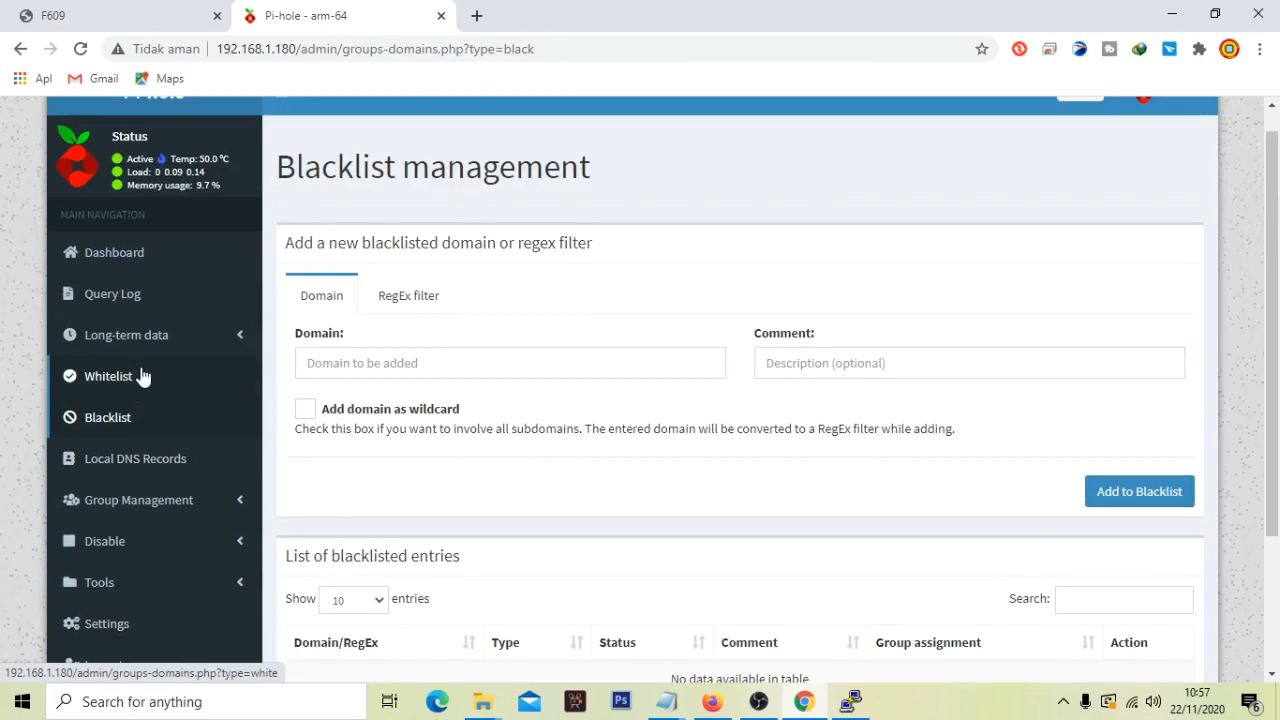 F609
Pi-hole - arm-64
Tidak aman 192.168.1.180/admin/groups-domains.php?type=black
Apl Gmail Maps
Status
Active Temp: 50.0 °C
Load: 0 0.09 0.14
Memory usage: 9.7 %
MAIN NAVIGATION
Dashboard
Query Log
Long-term data
Whitelist
Blacklist
Local DNS Records
Group Management
Disable
Tools
Settings
Blacklist management
Add a new blacklisted domain or regex filter
Domain RegEx filter
Domain: Comment:
Domain to be added Description (optional)
Add domain as wildcard
Check this box if you want to involve all subdomains. The entered domain will be converted to a RegEx filter while adding.
Add to Blacklist
List of blacklisted entries
Show 10 entries Search:
Domain/RegEx Type Status Comment Group assignment Action
No data available in table
192.168.1.180/admin/groups-domains.php?type=white
Search for anything
Ps
10:57
22/11/2020
6